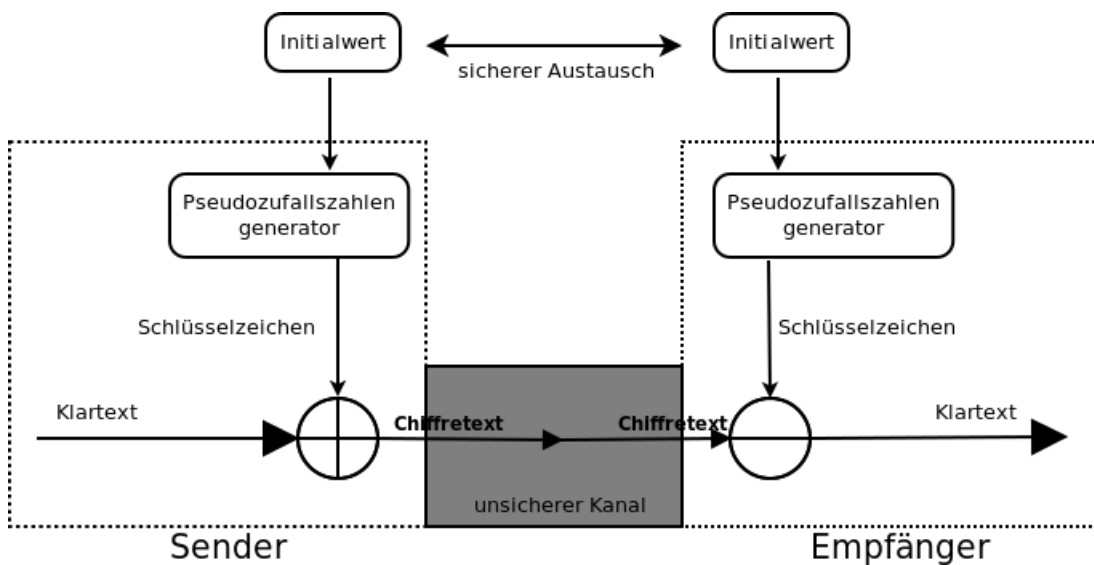 Initialwert
Initialwert
sicherer Austausch
Pseudozufallszahlen
generator
Pseudozufallszahlen
generator
Schlüsselzeichen
Schlüsselzeichen
Klartext
Chiffretext
Chiffretext
Klartext
unsicherer Kanal
Sender
Empfänger